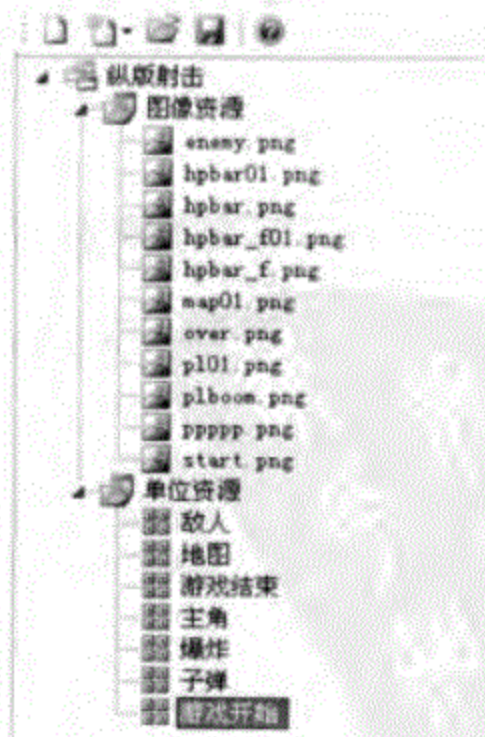 纵版射击
图像资源
enemy.png
hpbar01.png
hpbar.png
hpbar_f01.png
hpbar_f.png
map01.png
over.png
pl01.png
plboom.png
ppppp.png
start.png
单位资源
敌人
地图
游戏结束
主角
爆炸
子弹
游戏开始